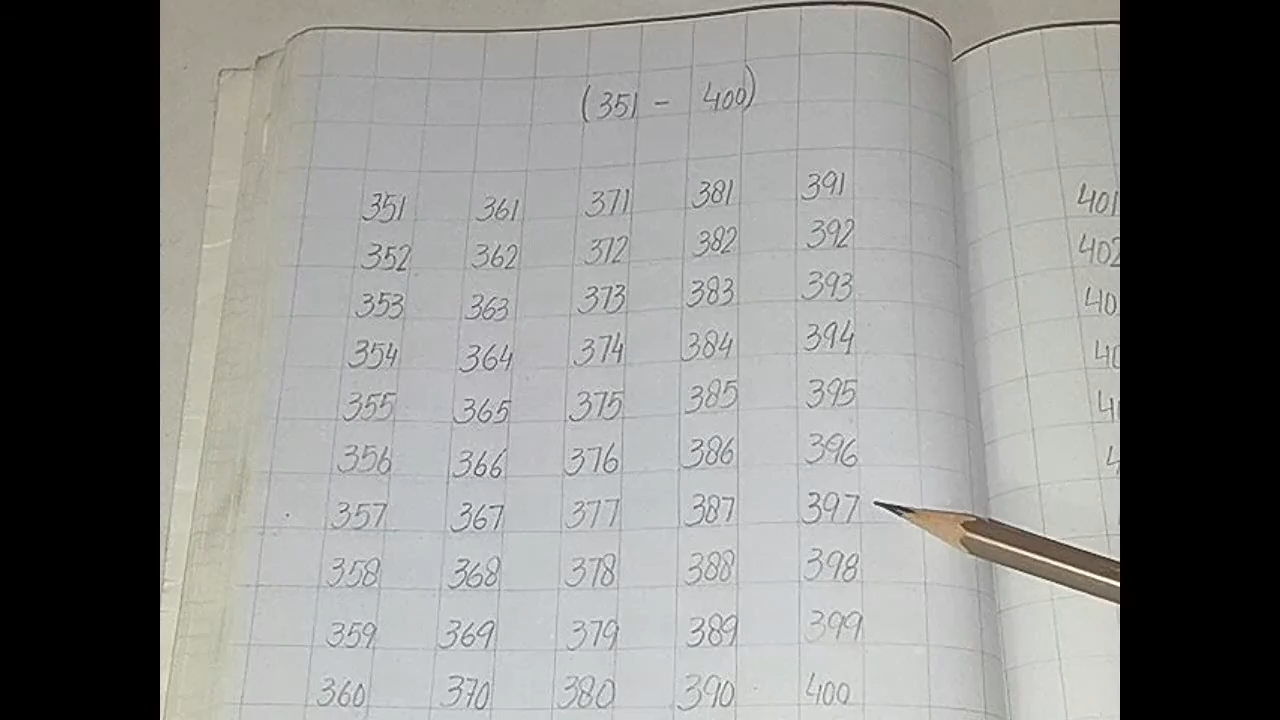 (351 - 400)
351 361 371 381 391
352 362 372 382 392
353 363 373 383 393
354 364 374 384 394
355 365 375 385 395
356 366 376 386 396
357 367 377 387 397
358 368 378 388 398
359 369 379 389 399
360 370 380 390 400
401
402